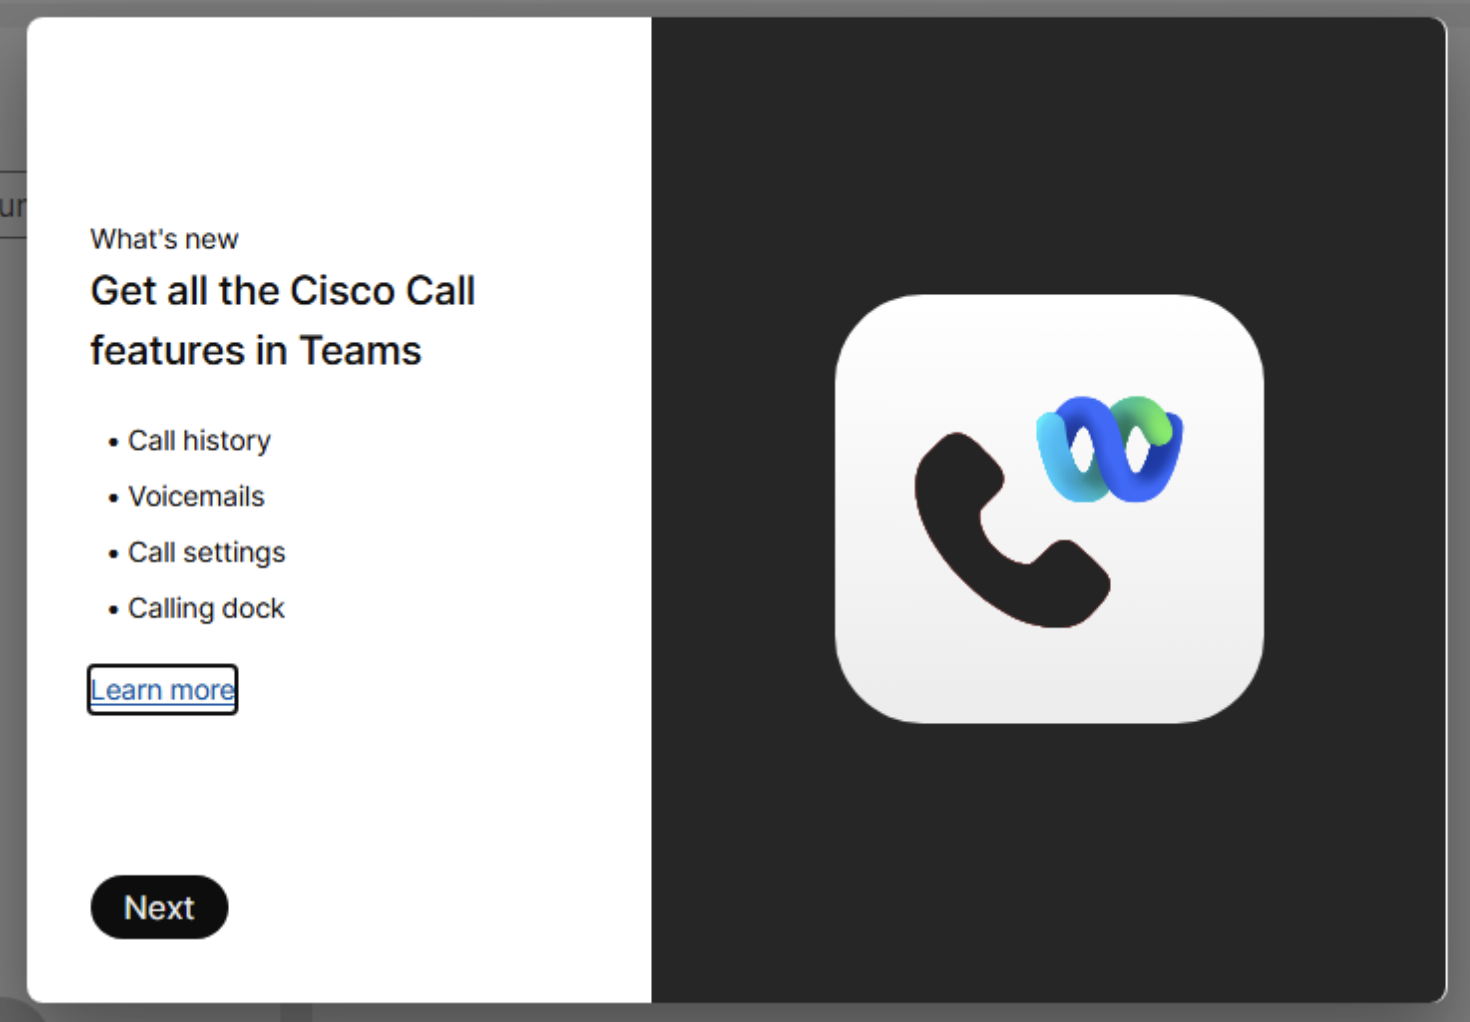 What's new
Get all the Cisco Call
features in Teams
• Call history
• Voicemails
• Call settings
• Calling dock
Learn more
Next